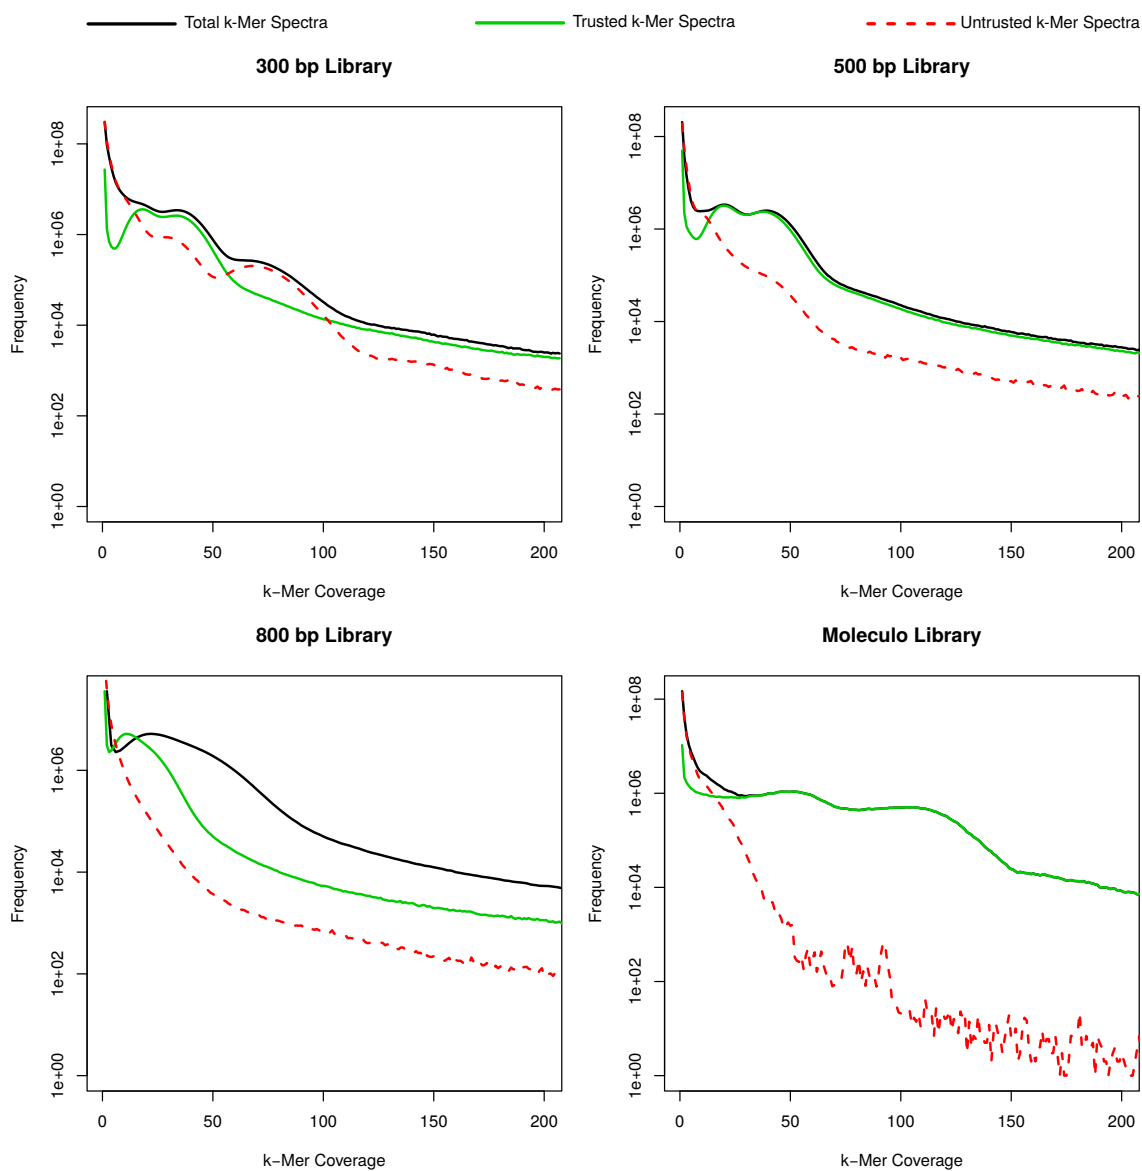 Total k-Mer Spectra Trusted k-Mer Spectra Untrusted k-Mer Spectra
300 bp Library
1e+00 1e+02 1e+04 1e+06 1e+08
Frequency
0 50 100 150 200
k−Mer Coverage
500 bp Library
1e+00 1e+02 1e+04 1e+06 1e+08
Frequency
0 50 100 150 200
k−Mer Coverage
800 bp Library
1e+00 1e+02 1e+04 1e+06
Frequency
0 50 100 150 200
k−Mer Coverage
Moleculo Library
1e+00 1e+02 1e+04 1e+06 1e+08
Frequency
0 50 100 150 200
k−Mer Coverage